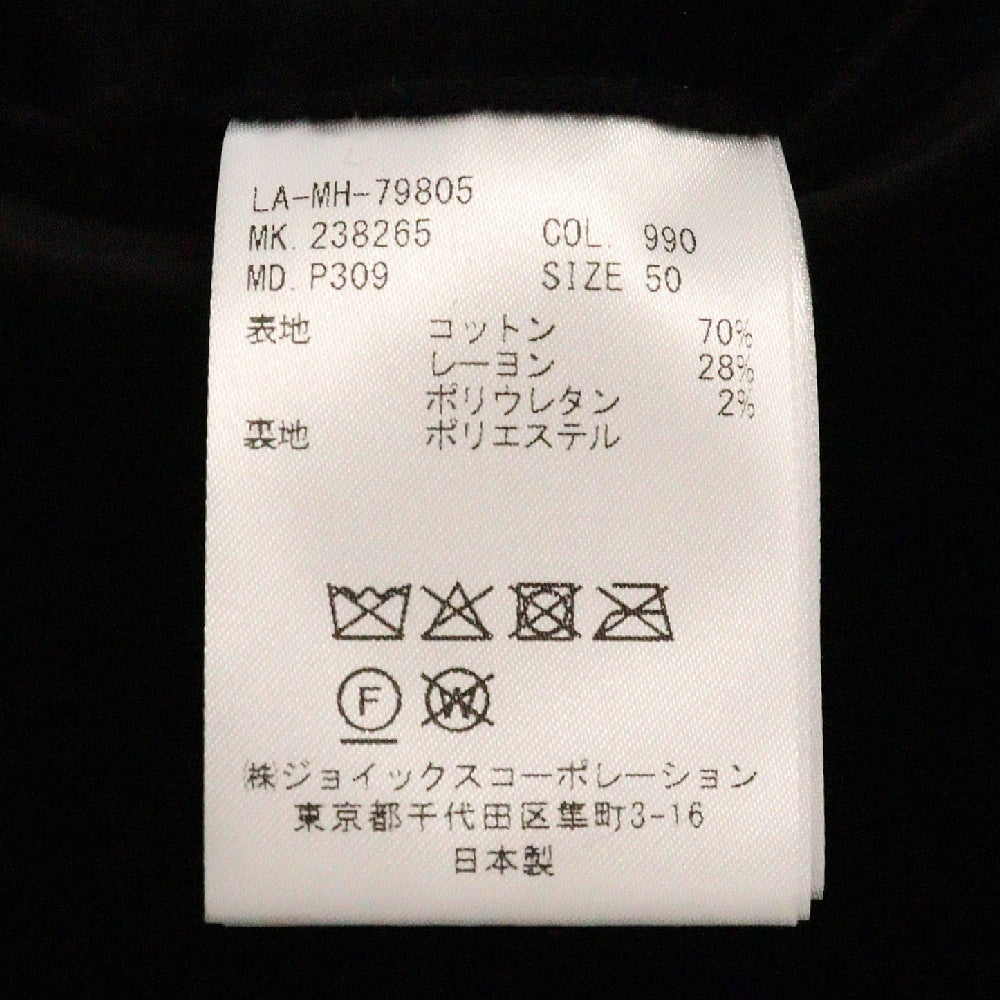 LA-MH-79805
MK. 238265 COL. 990
MD. P309 SIZE 50
表地 コットン 70%
レーヨン 28%
ポリウレタン 2%
裏地 ポリエステル
F W
㈱ジョイックスコーポレーション
東京都千代田区隼町3-16
日本製